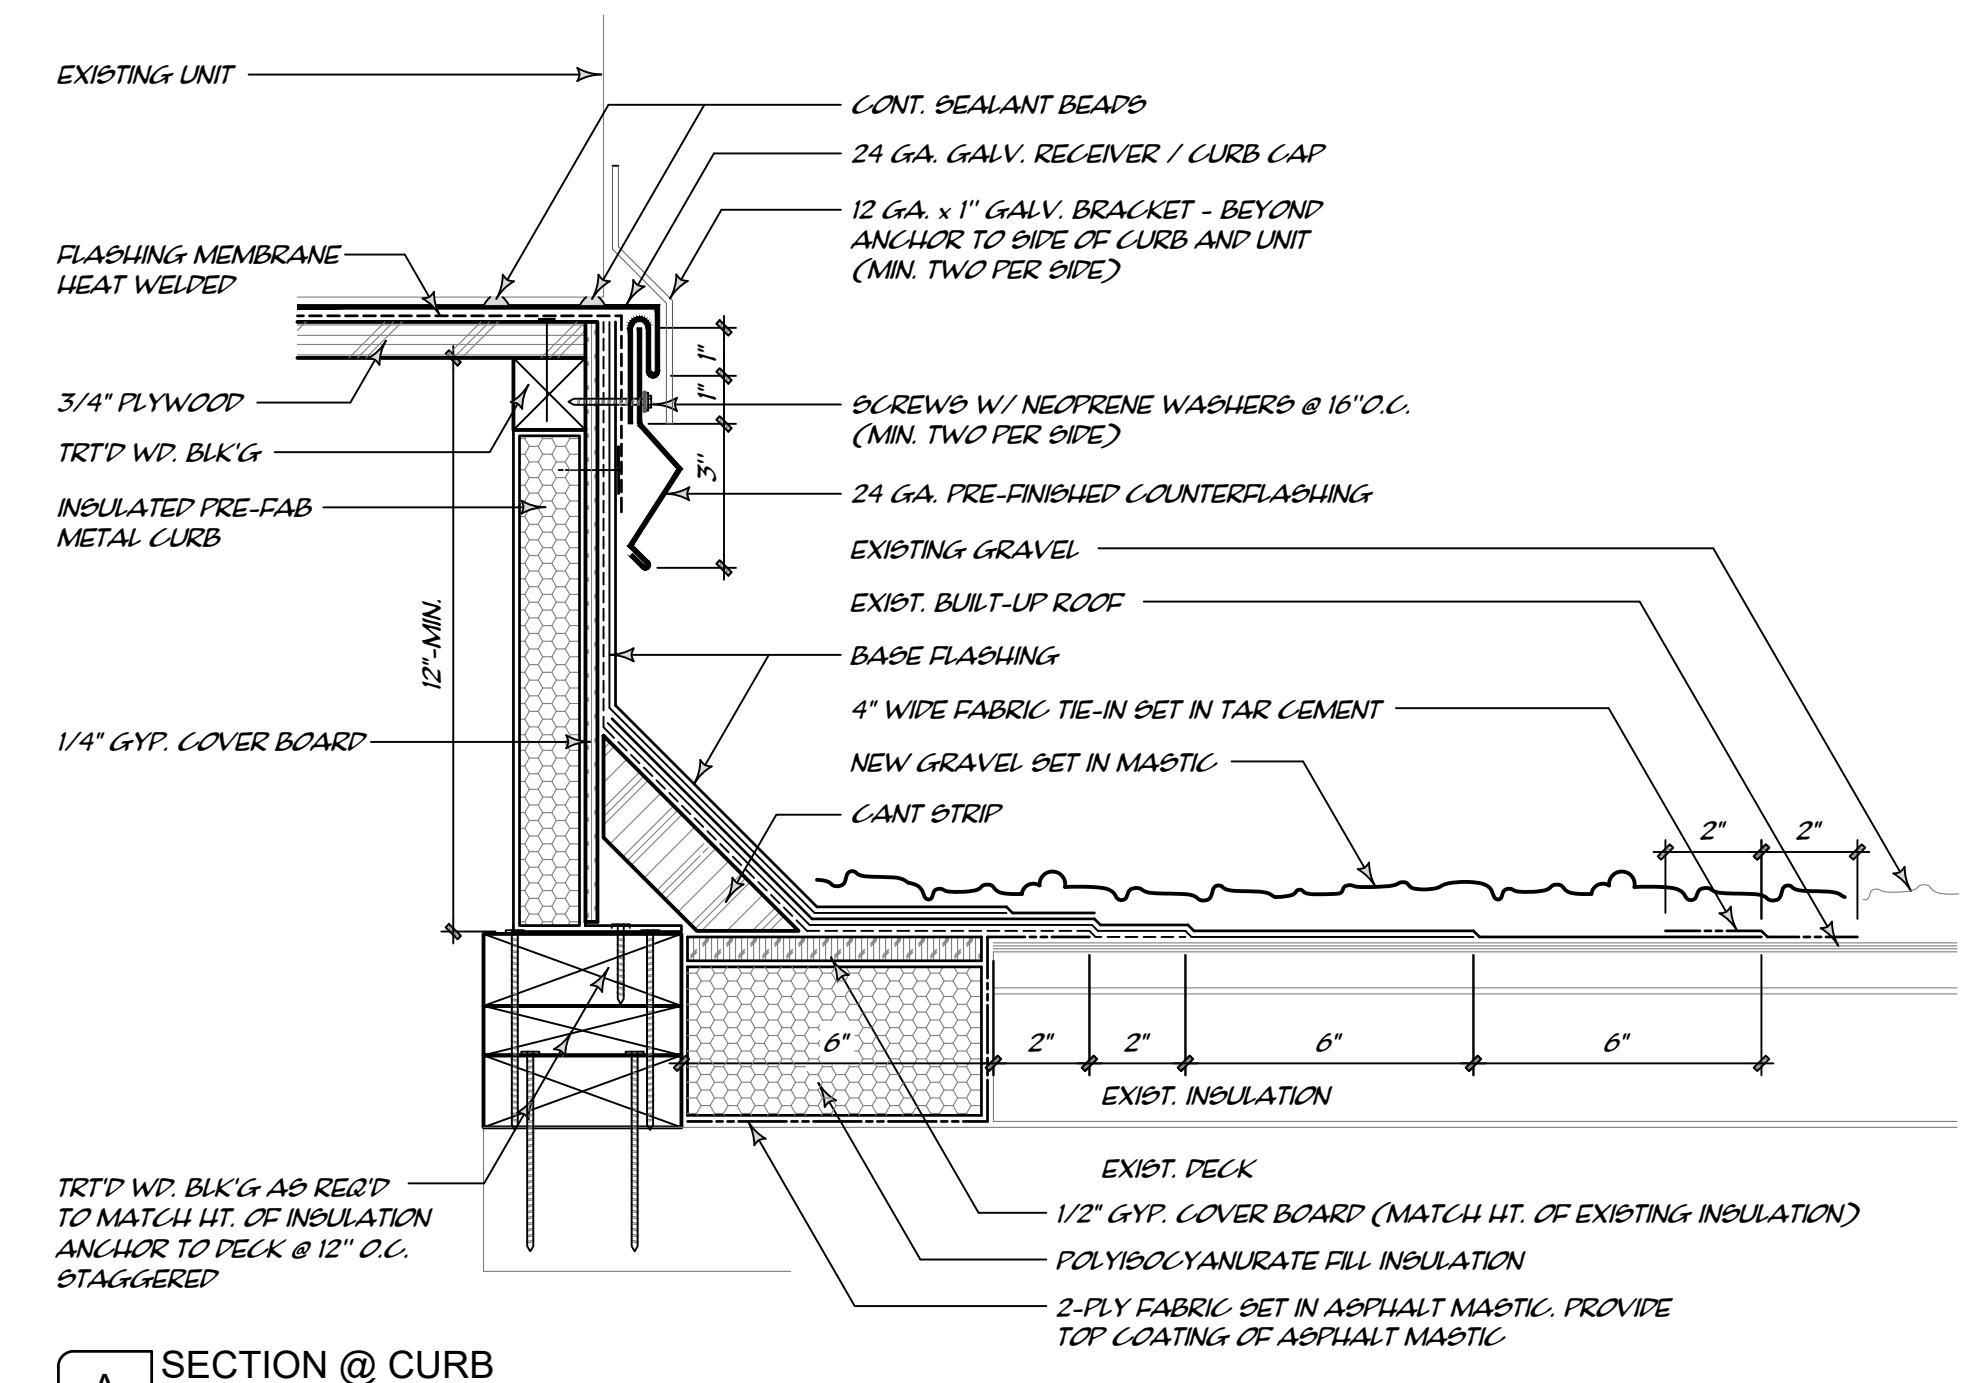 EXISTING UNIT
CONT. SEALANT BEADS
24 GA. GALV. RECEIVER / CURB CAP
12 GA. x 1" GALV. BRACKET - BEYOND
ANCHOR TO SIDE OF CURB AND UNIT
(MIN. TWO PER SIDE)
FLASHING MEMBRANE
HEAT WELDED
1"
1"
3"
3/4" PLYWOOD
SCREWS W/ NEOPRENE WASHERS @ 16"O.C.
(MIN. TWO PER SIDE)
TRT'D WD. BLK'G
24 GA. PRE-FINISHED COUNTERFLASHING
INSULATED PRE-FAB
METAL CURB
EXISTING GRAVEL
EXIST. BUILT-UP ROOF
12"-MIN.
BASE FLASHING
4" WIDE FABRIC TIE-IN SET IN TAR CEMENT
1/4" GYP. COVER BOARD
NEW GRAVEL SET IN MASTIC
CANT STRIP
2"
2"
6"
2"
2"
6"
6"
EXIST. INSULATION
EXIST. DECK
TRT'D WD. BLK'G AS REQ'D
TO MATCH HT. OF INSULATION
ANCHOR TO DECK @ 12" O.C.
STAGGERED
1/2" GYP. COVER BOARD (MATCH HT. OF EXISTING INSULATION)
POLYISOCYANURATE FILL INSULATION
2-PLY FABRIC SET IN ASPHALT MASTIC. PROVIDE
TOP COATING OF ASPHALT MASTIC
A
SECTION @ CURB